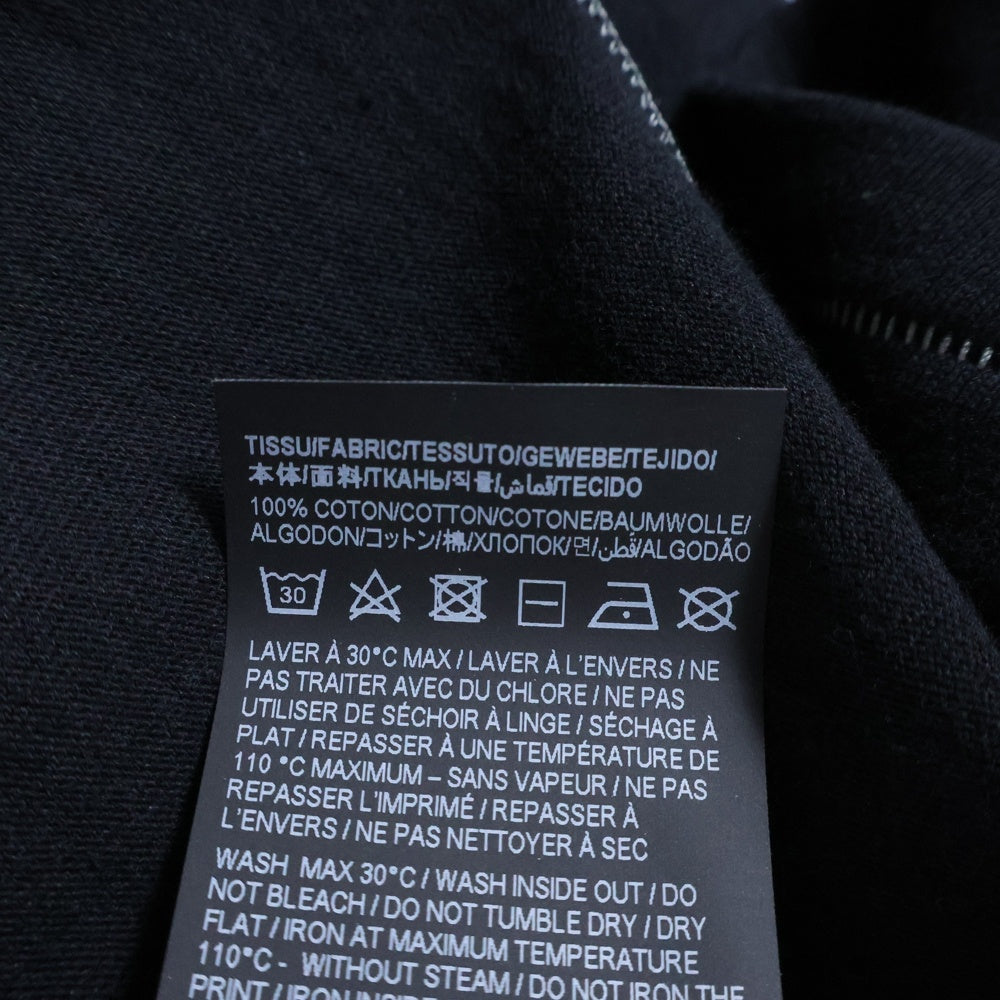 TISSU/FABRIC/TESSUTO/GEWEBE/TEJIDO/
本体/面料/ТКАНЬ/직물/قماش/TECIDO
100% COTON/COTTON/COTONE/BAUMWOLLE/
ALGODON/コットン/棉/ХЛОПОК/면/قطن/ALGODÃO
30
LAVER À 30°C MAX / LAVER À L'ENVERS / NE
PAS TRAITER AVEC DU CHLORE / NE PAS
UTILISER DE SÉCHOIR À LINGE / SÉCHAGE À
PLAT / REPASSER À UNE TEMPÉRATURE DE
110 °C MAXIMUM – SANS VAPEUR / NE PAS
REPASSER L'IMPRIMÉ / REPASSER À
L'ENVERS / NE PAS NETTOYER À SEC
WASH MAX 30°C / WASH INSIDE OUT / DO
NOT BLEACH / DO NOT TUMBLE DRY / DRY
FLAT / IRON AT MAXIMUM TEMPERATURE
110°C - WITHOUT STEAM / DO NOT IRON THE
PRINT / IRON INSIDE